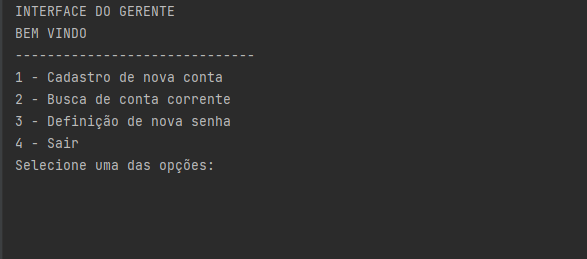 INTERFACE DO GERENTE
BEM VINDO
------------------------------
1 - Cadastro de nova conta
2 - Busca de conta corrente
3 - Definição de nova senha
4 - Sair
Selecione uma das opções: